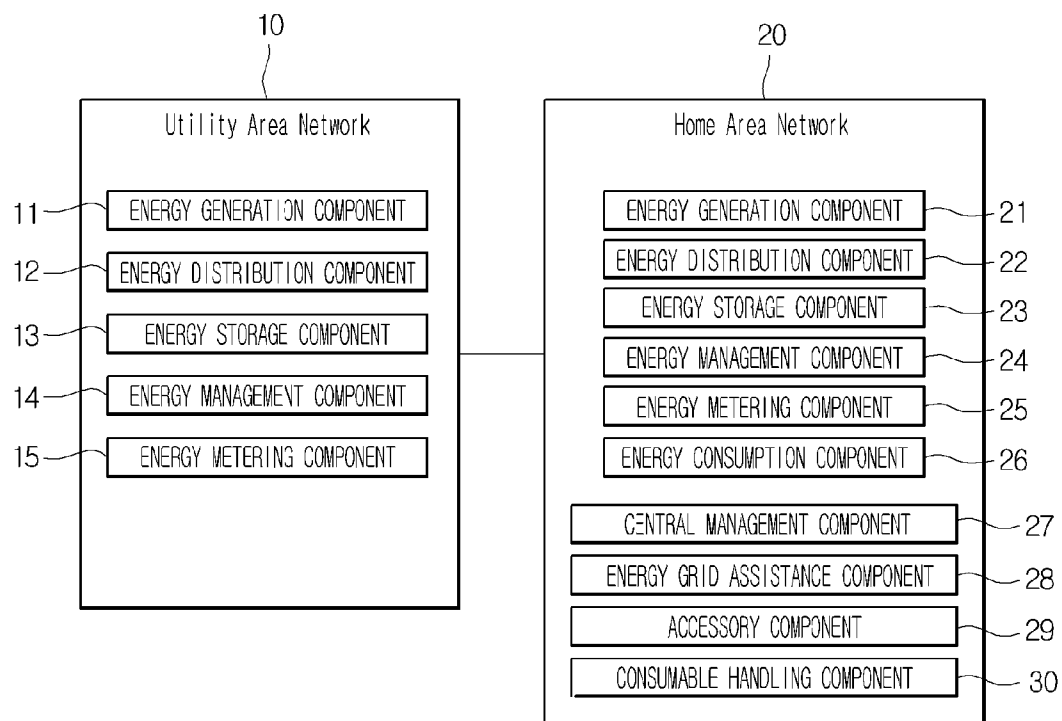 10
20
Utility Area Network
11 ENERGY GENERATION COMPONENT
12 ENERGY DISTRIBUTION COMPONENT
13 ENERGY STORAGE COMPONENT
14 ENERGY MANAGEMENT COMPONENT
15 ENERGY METERING COMPONENT
Home Area Network
ENERGY GENERATION COMPONENT 21
ENERGY DISTRIBUTION COMPONENT 22
ENERGY STORAGE COMPONENT 23
ENERGY MANAGEMENT COMPONENT 24
ENERGY METERING COMPONENT 25
ENERGY CONSUMPTION COMPONENT 26
CENTRAL MANAGEMENT COMPONENT 27
ENERGY GRID ASSISTANCE COMPONENT 28
ACCESSORY COMPONENT 29
CONSUMABLE HANDLING COMPONENT 30